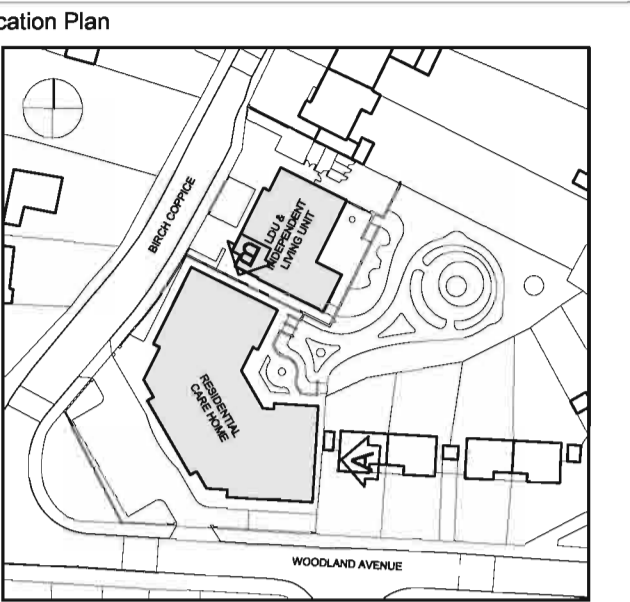 cation Plan
BIRCH COPPICE
LDU &
INDEPENDENT
LIVING UNIT
B
RESIDENTIAL
CARE HOME
A
WOODLAND AVENUE